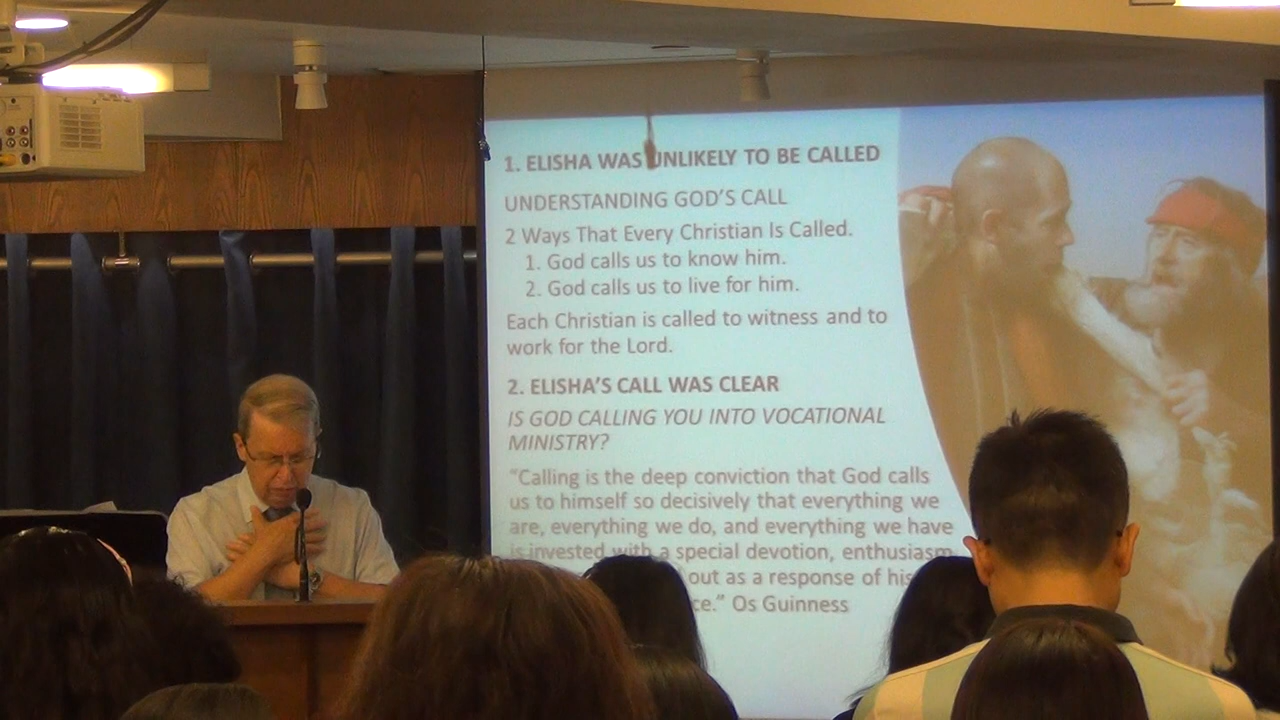 1. ELISHA WAS UNLIKELY TO BE CALLED
UNDERSTANDING GOD'S CALL
2 Ways That Every Christian Is Called.
1. God calls us to know him.
2. God calls us to live for him.
Each Christian is called to witness and to
work for the Lord.
2. ELISHA'S CALL WAS CLEAR
IS GOD CALLING YOU INTO VOCATIONAL
MINISTRY?
“Calling is the deep conviction that God calls
us to himself so decisively that everything we
are, everything we do, and everything we have
is invested with a special devotion, enthusiasm
out as a response of his
ce.” Os Guinness